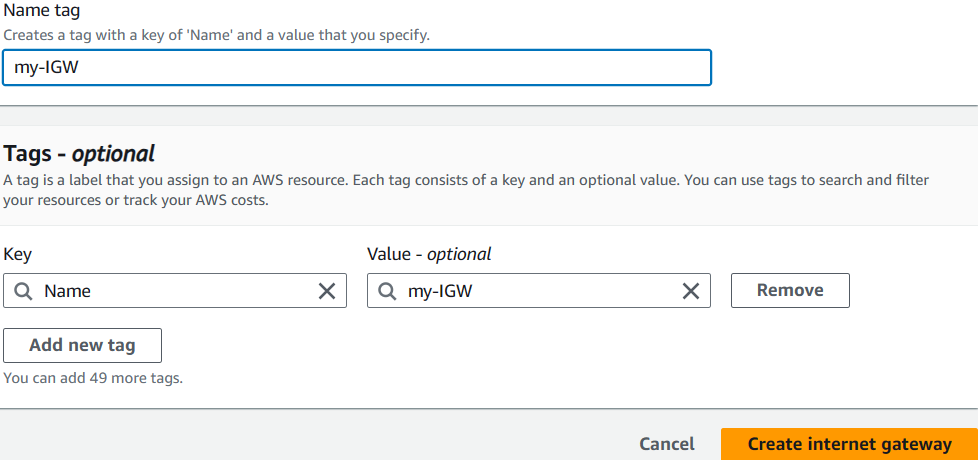 Name tag
Creates a tag with a key of 'Name' and a value that you specify.
my-IGW
Tags - optional
A tag is a label that you assign to an AWS resource. Each tag consists of a key and an optional value. You can use tags to search and filter
your resources or track your AWS costs.
Key
Value - optional
Name
my-IGW
Remove
Add new tag
You can add 49 more tags.
Cancel
Create internet gateway